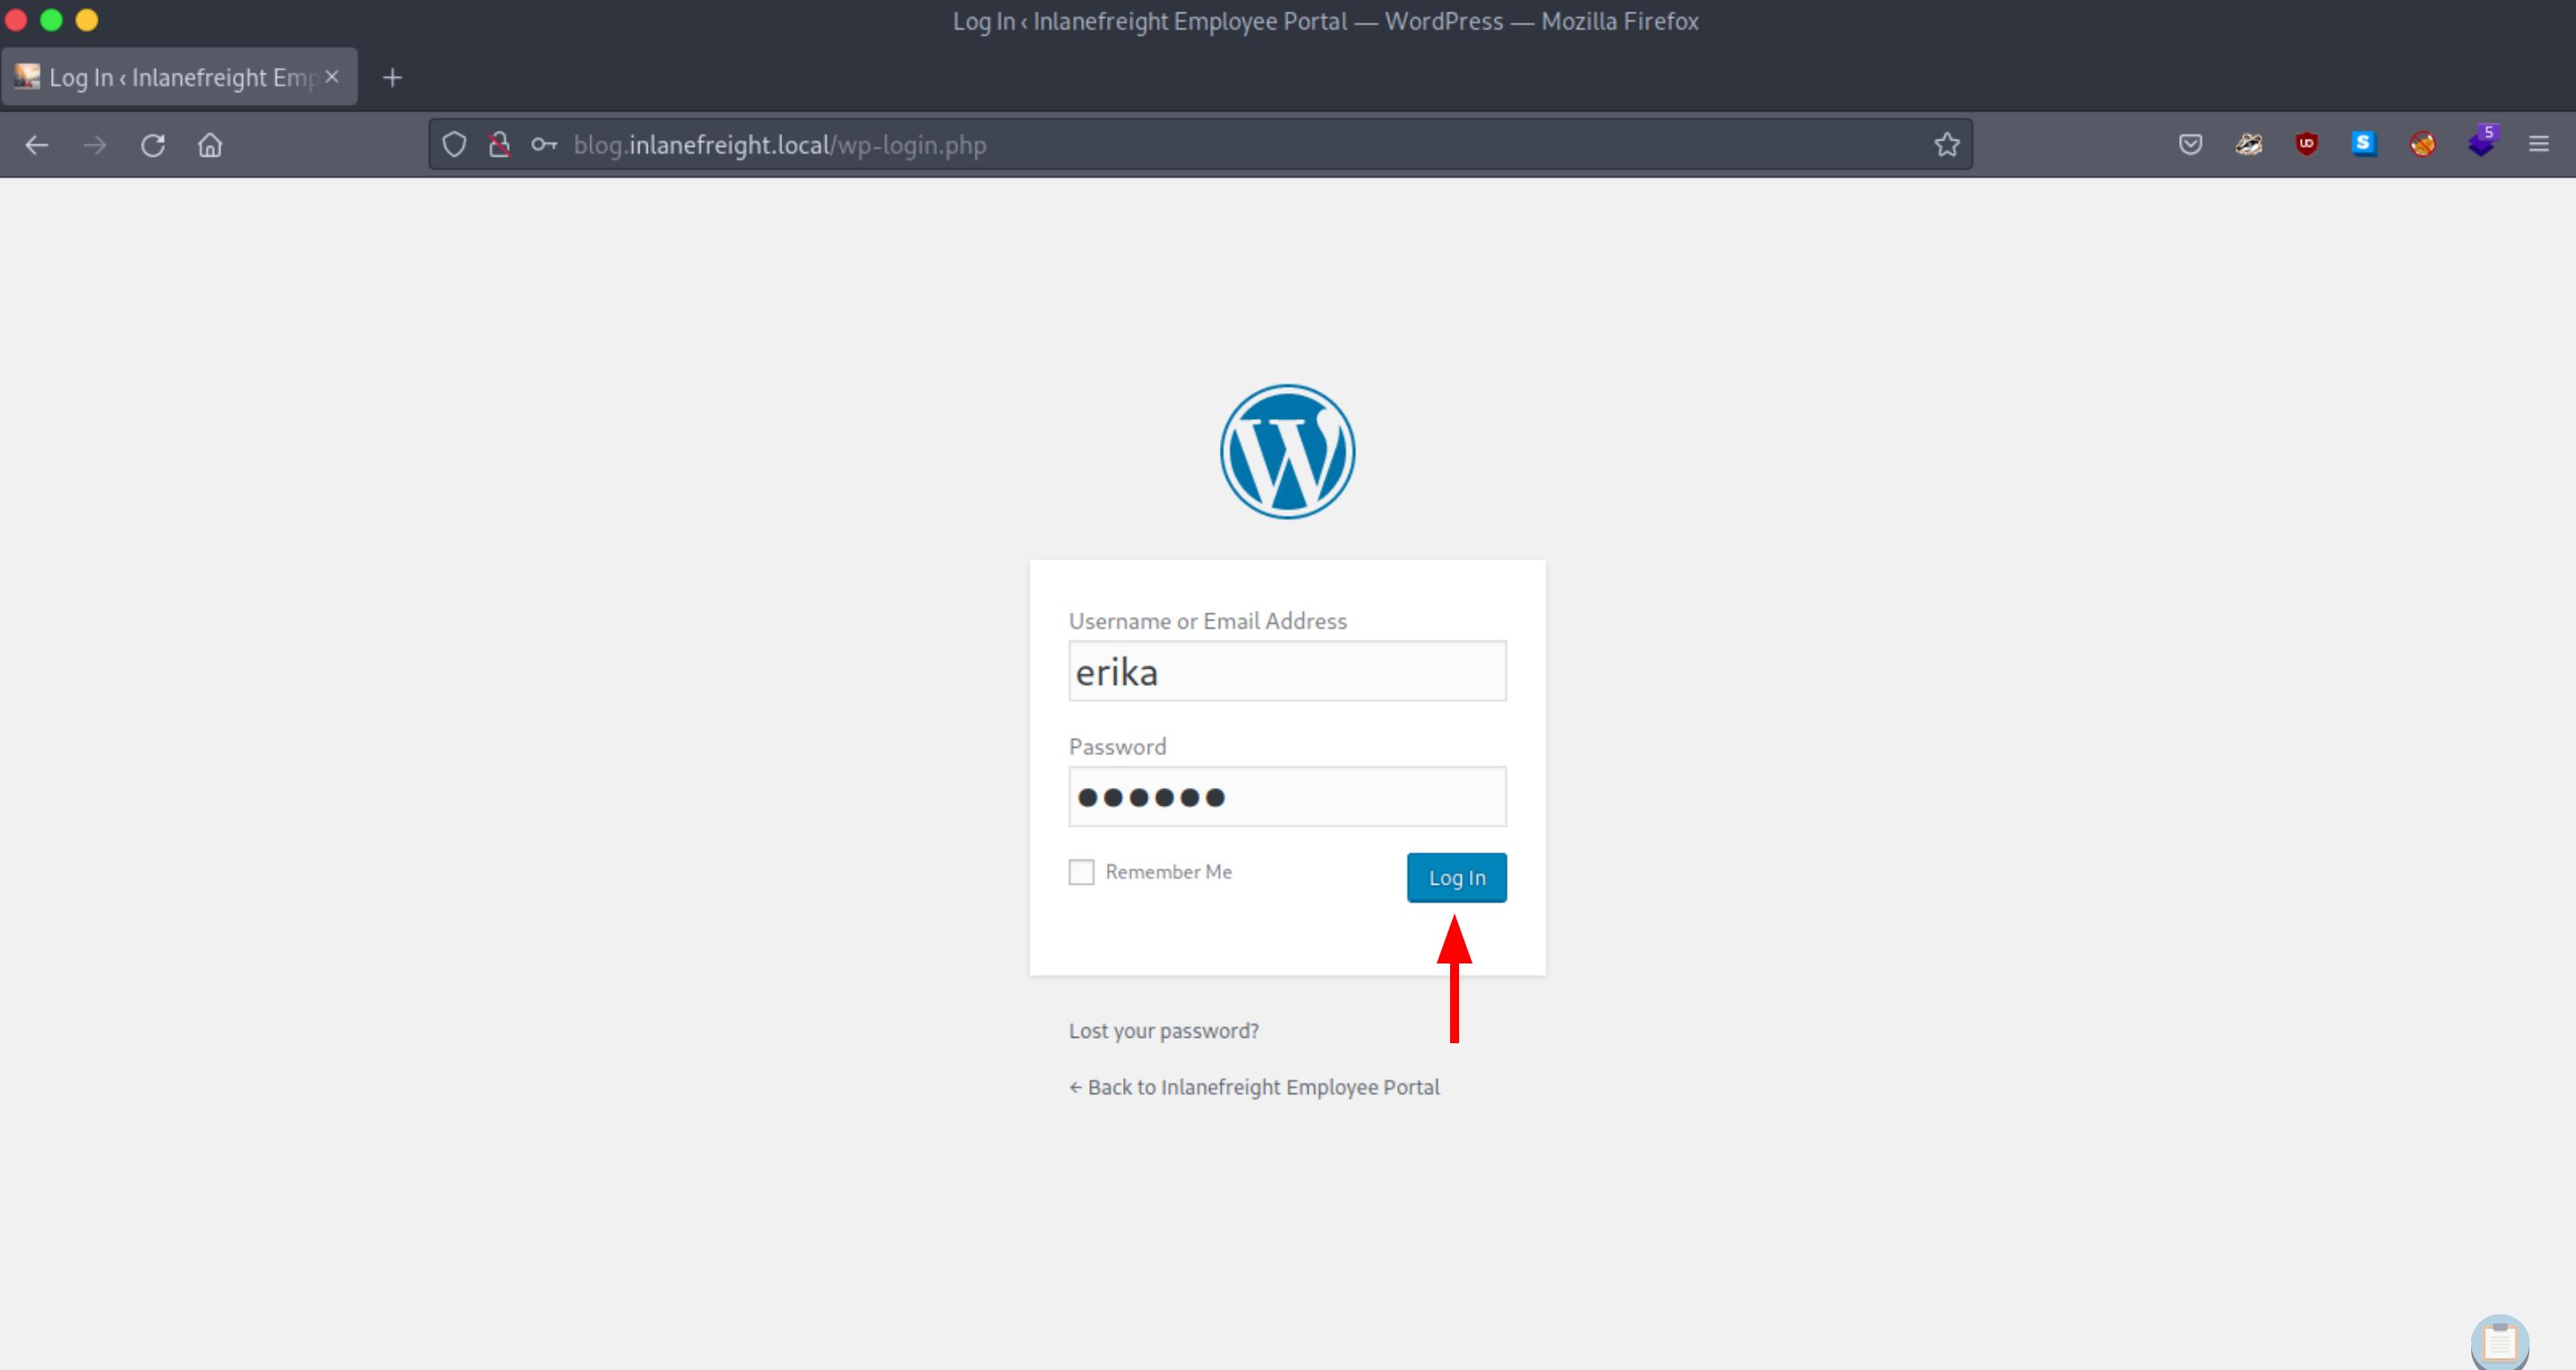 Log In ‹ Inlanefreight Employee Portal — WordPress — Mozilla Firefox
Log In ‹ Inlanefreight Emp
blog.inlanefreight.local/wp-login.php
5
Username or Email Address
erika
Password
●●●●●●
Remember Me
Log In
Lost your password?
← Back to Inlanefreight Employee Portal